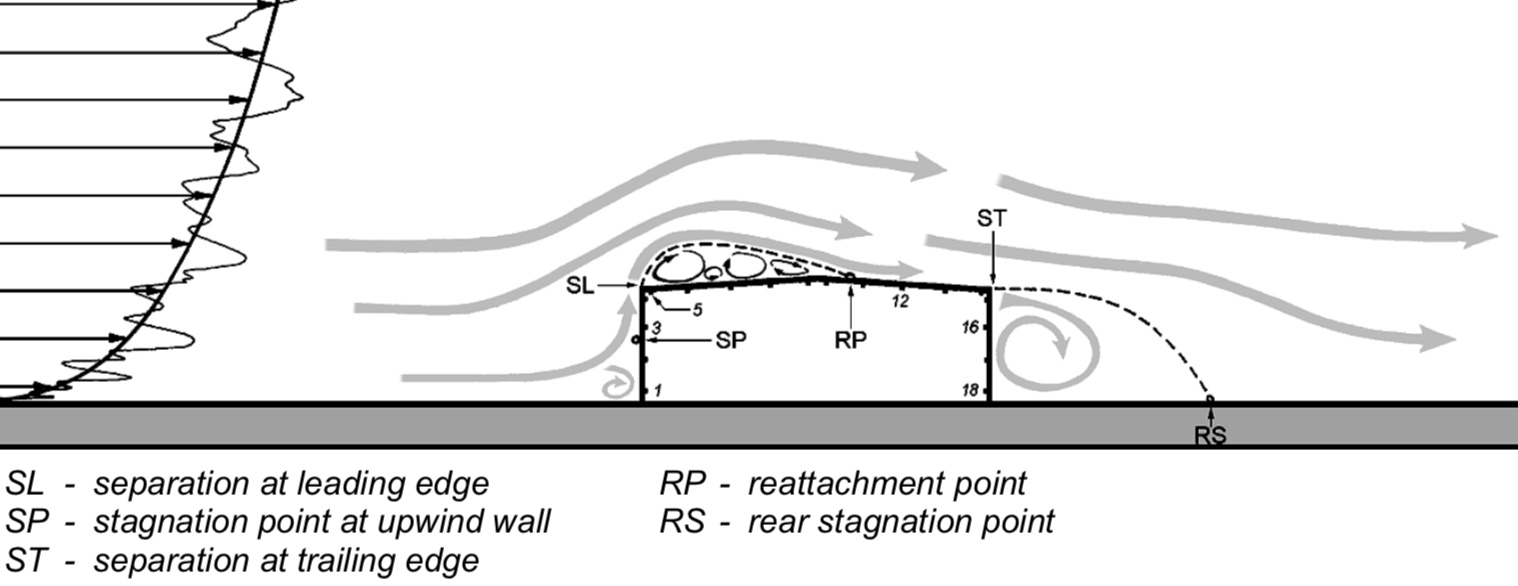 ST
SL
5
12
3
SP
RP
16
1
18
RS
SL - separation at leading edge
SP - stagnation point at upwind wall
ST - separation at trailing edge
RP - reattachment point
RS - rear stagnation point